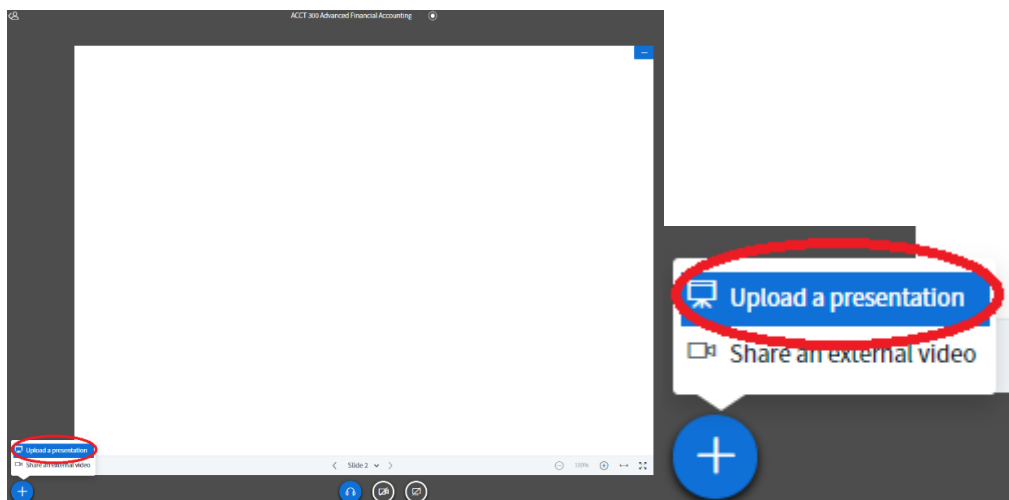 ACCT 300 Advanced Financial Accounting
Upload a presentation
Share an external video
Slide 2
100%
Upload a presentation
Share an external video